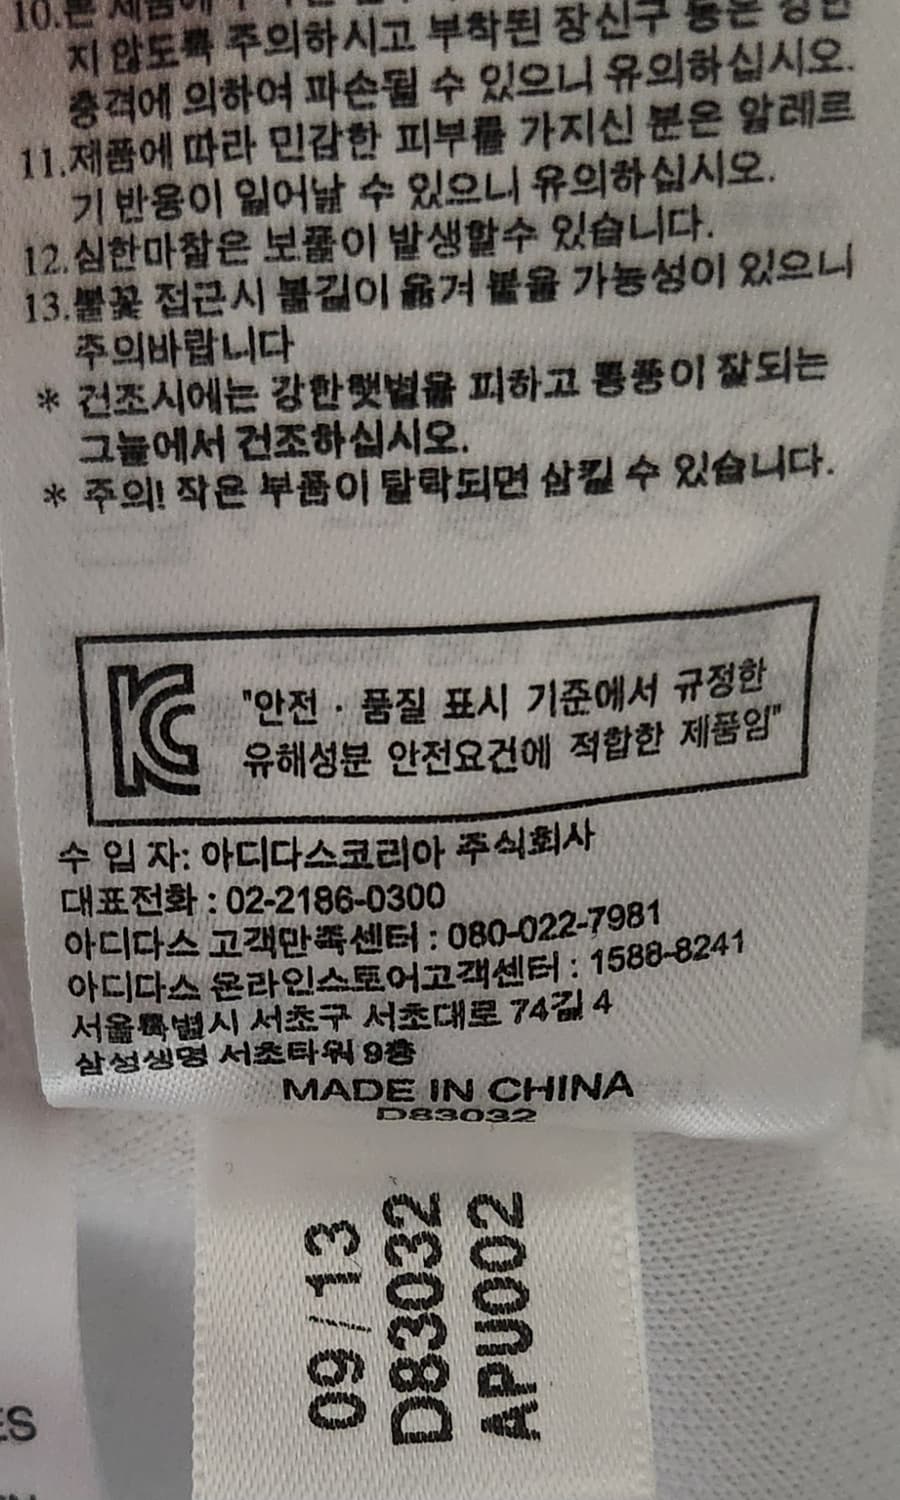 지 않도록 주의하시고 부착된 장신구 등은 강한
충격에 의하여 파손될 수 있으니 유의하십시오.
11.제품에 따라 민감한 피부를 가지신 분은 알레르
기 반응이 일어날 수 있으니 유의하십시오.
12.심한마찰은 보풀이 발생할수 있습니다.
13.불꽃 접근시 불길이 옮겨 붙을 가능성이 있으니
주의바랍니다
* 건조시에는 강한햇볕을 피하고 통풍이 잘되는
그늘에서 건조하십시오.
* 주의! 작은 부품이 탈락되면 삼킬 수 있습니다.
"안전 · 품질 표시 기준에서 규정한
유해성분 안전요건에 적합한 제품임"
수 입 자: 아디다스코리아 주식회사
대표전화 : 02-2186-0300
아디다스 고객만족센터 : 080-022-7981
아디다스 온라인스토어고객센터 : 1588-8241
서울특별시 서초구 서초대로 74길 4
삼성생명 서초타워 9층
MADE IN CHINA
D83032
09/13
D83032
APU002
ES